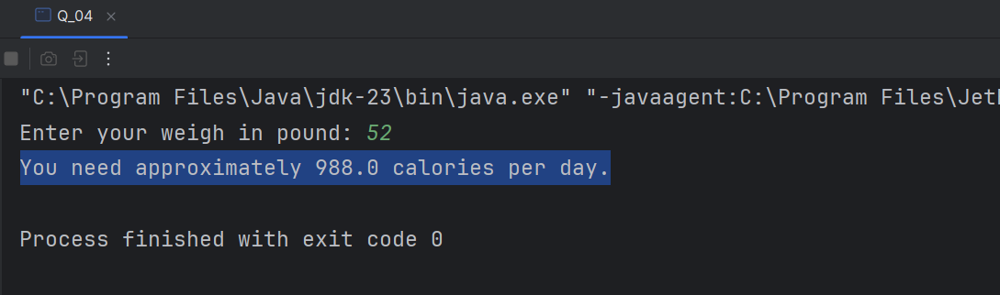 Q_04
"C:\Program Files\Java\jdk-23\bin\java.exe" "-javaagent:C:\Program Files\Jet
Enter your weigh in pound: 52
You need approximately 988.0 calories per day.
Process finished with exit code 0